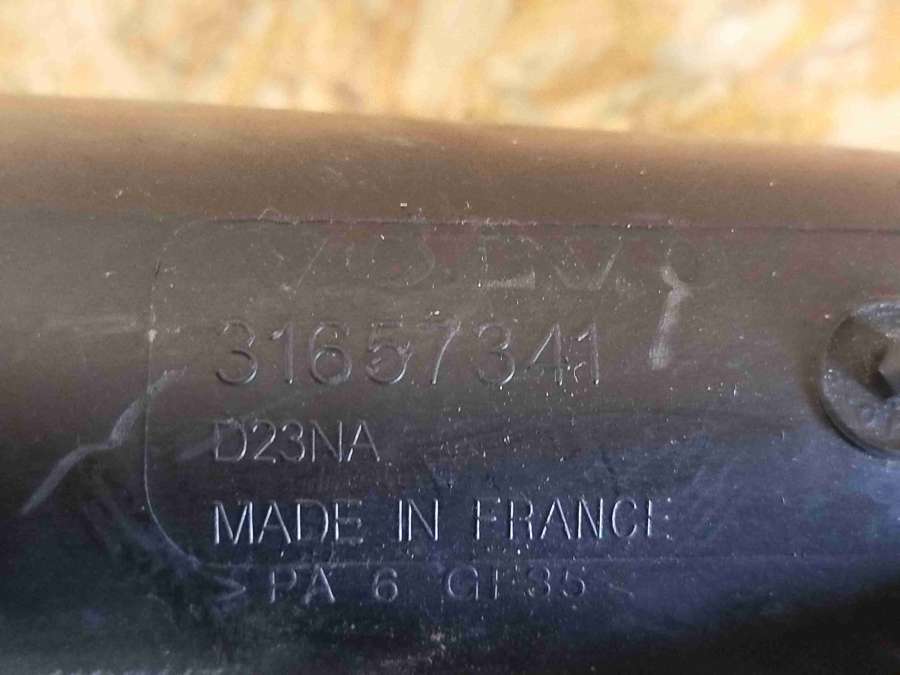 VOLVO
31657341
D23NA
MADE IN FRANCE
>PA 6 GF35<